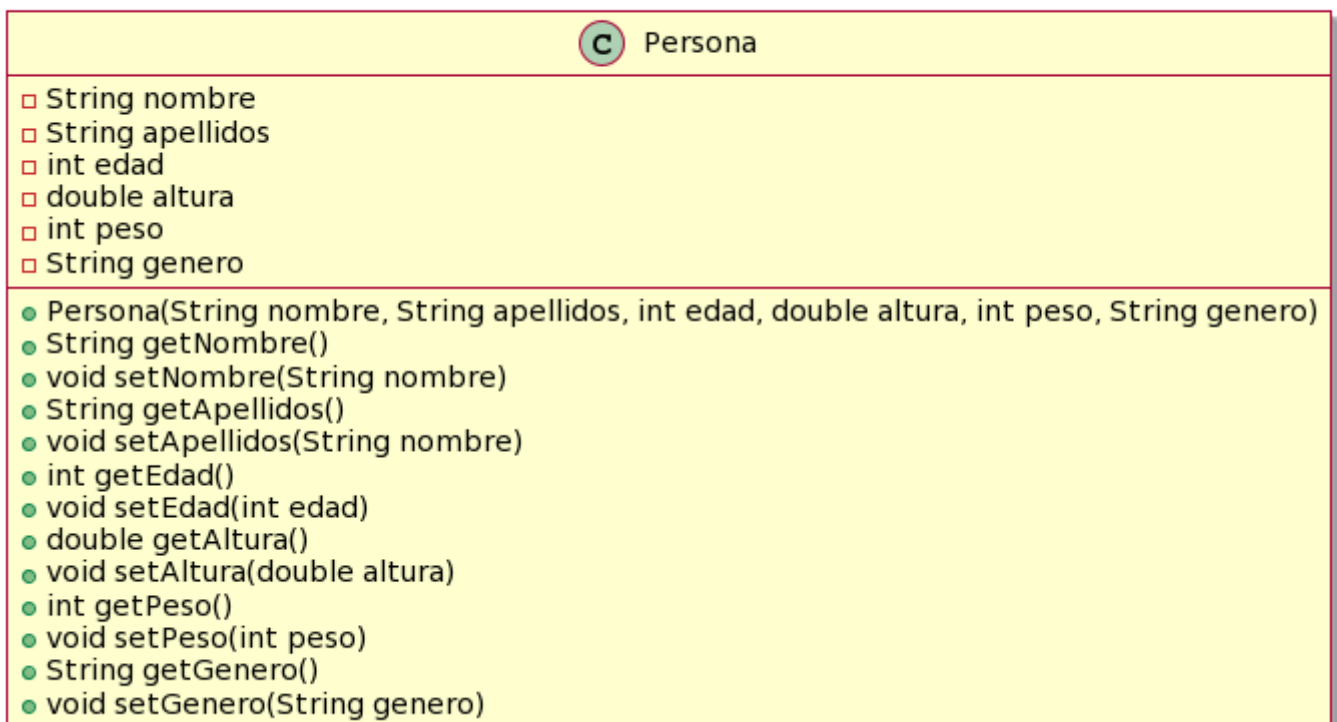 C Persona
String nombre
String apellidos
int edad
double altura
int peso
String genero
Persona(String nombre, String apellidos, int edad, double altura, int peso, String genero)
String getNombre()
void setNombre(String nombre)
String getApellidos()
void setApellidos(String nombre)
int getEdad()
void setEdad(int edad)
double getAltura()
void setAltura(double altura)
int getPeso()
void setPeso(int peso)
String getGenero()
void setGenero(String genero)